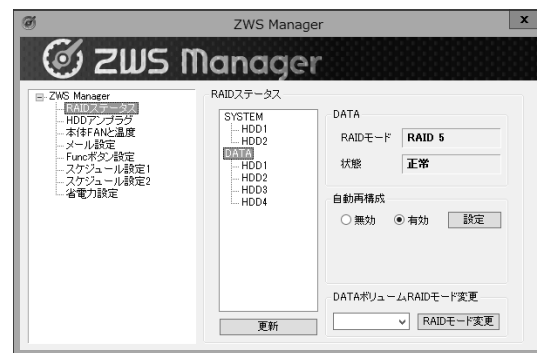 ZWS Manager
x
ZWS Manager
ZWS Manager
RAIDステータス
HDDアンプラグ
本体FANと温度
メール設定
Funcボタン設定
スケジュール設定1
スケジュール設定2
省電力設定
RAIDステータス
SYSTEM
HDD1
HDD2
DATA
HDD1
HDD2
HDD3
HDD4
更新
DATA
RAIDモード RAID 5
状態 正常
自動再構成
無効 有効 設定
DATAボリュームRAIDモード変更
RAIDモード変更